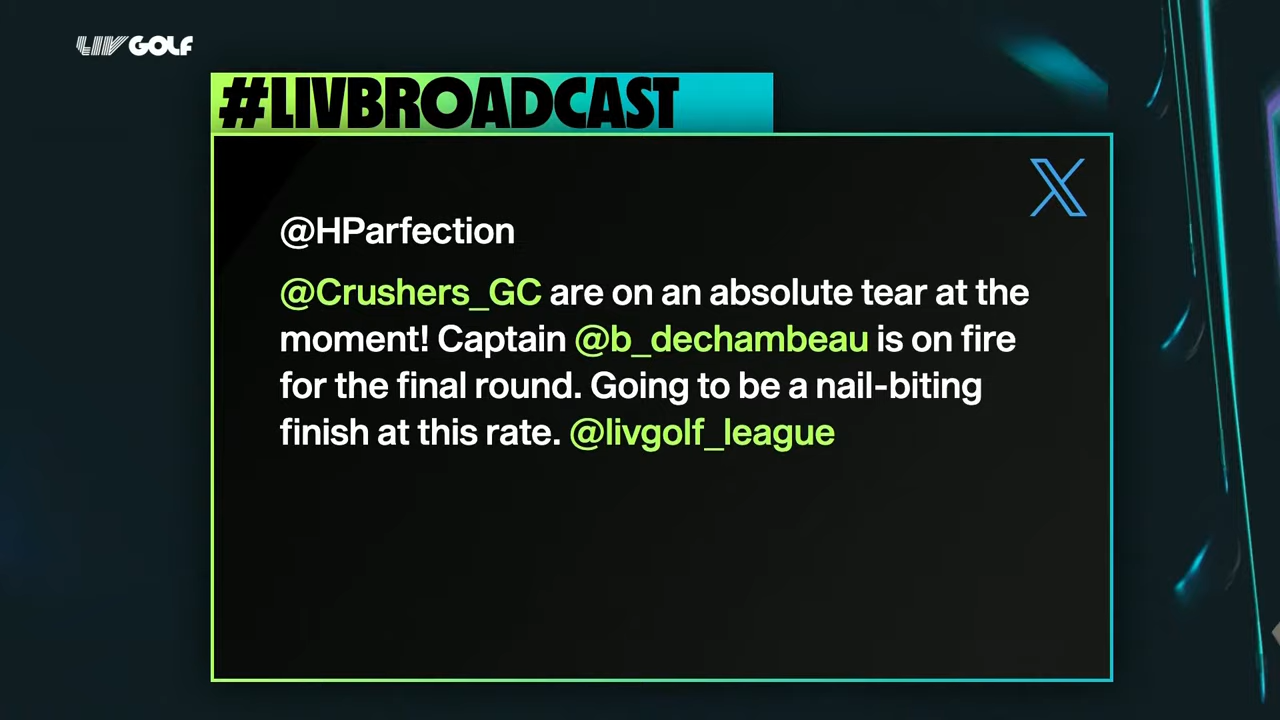 LIV GOLF
#LIVBROADCAST
@HParfection
@Crushers_GC are on an absolute tear at the
moment! Captain @b_dechambeau is on fire
for the final round. Going to be a nail-biting
finish at this rate. @livgolf_league